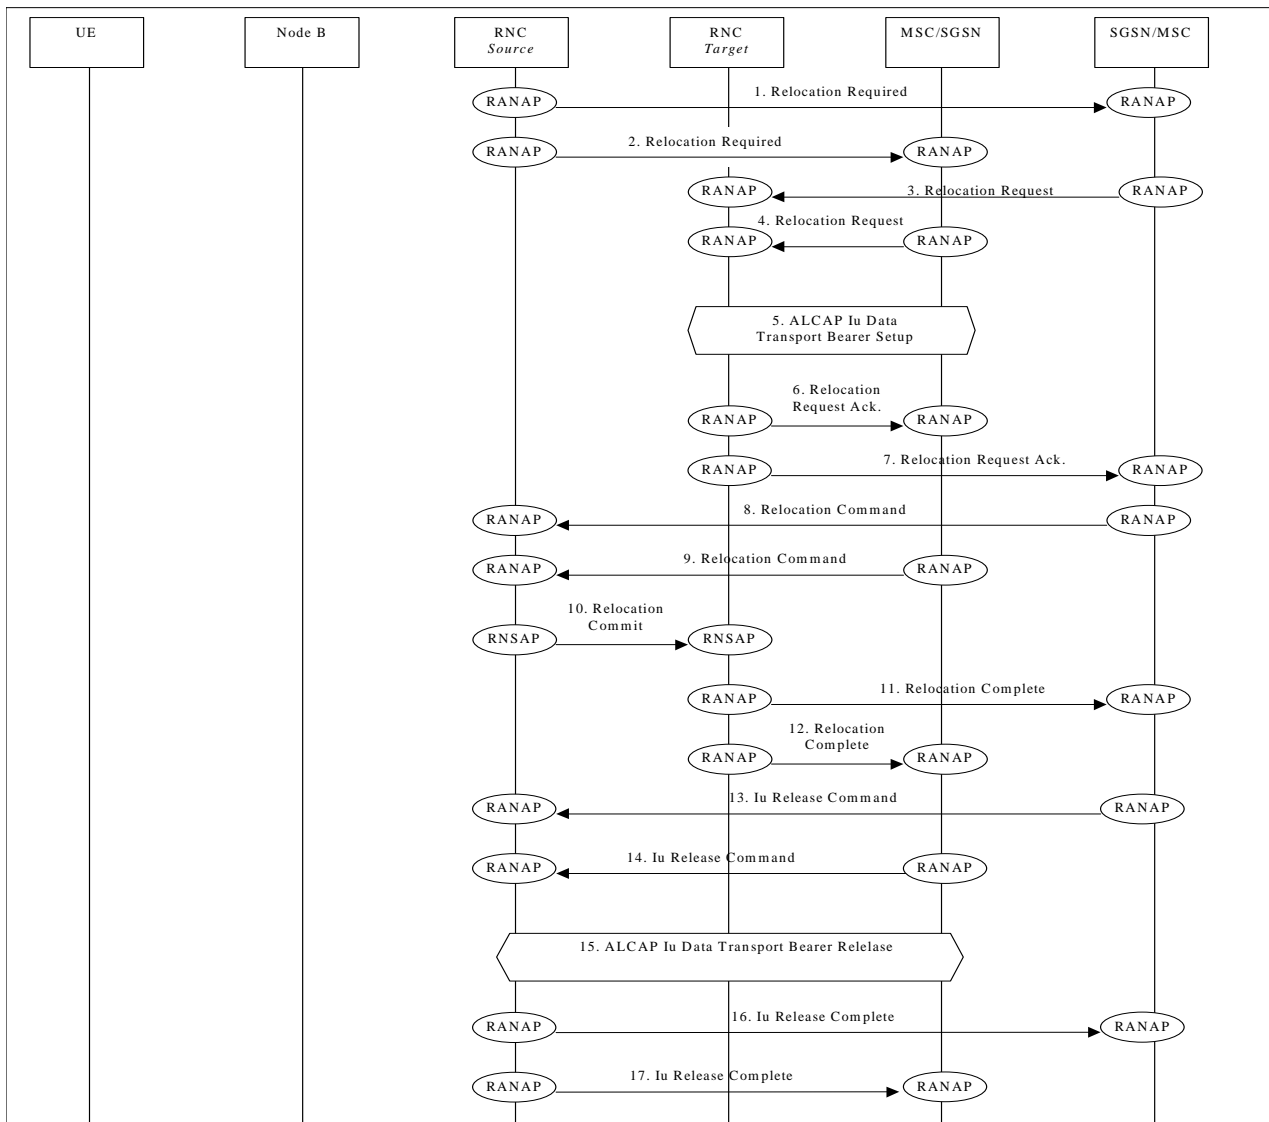 UE
Node B
RNC
Source
RNC
Target
MSC/SGSN
SGSN/MSC
RANAP
1. Relocation Required
RANAP
RANAP
2. Relocation Required
RANAP
RANAP
3. Relocation Request
RANAP
RANAP
4. Relocation Request
RANAP
5. ALCAP Iu Data
Transport Bearer Setup
RANAP
6. Relocation
Request Ack.
RANAP
RANAP
7. Relocation Request Ack.
RANAP
RANAP
8. Relocation Command
RANAP
RANAP
9. Relocation Command
RANAP
RNSAP
10. Relocation
Commit
RNSAP
RANAP
11. Relocation Complete
RANAP
RANAP
12. Relocation
Complete
RANAP
RANAP
13. Iu Release Command
RANAP
RANAP
14. Iu Release Command
RANAP
15. ALCAP Iu Data Transport Bearer Relelase
RANAP
16. Iu Release Complete
RANAP
RANAP
17. Iu Release Complete
RANAP